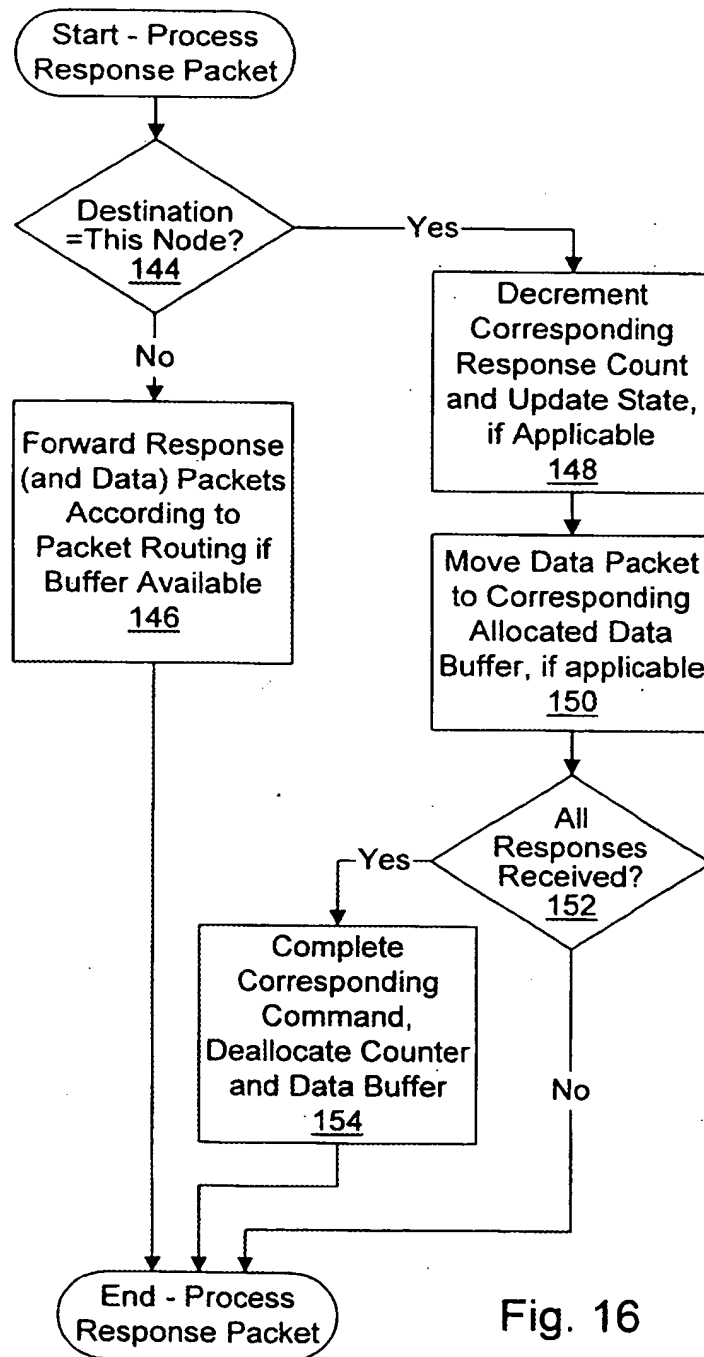 Start - Process
Response Packet
Destination
=This Node?
144
Yes
No
Decrement
Corresponding
Response Count
and Update State,
if Applicable
148
Forward Response
(and Data) Packets
According to
Packet Routing if
Buffer Available
146
Move Data Packet
to Corresponding
Allocated Data
Buffer, if applicable
150
All
Responses
Received?
152
Yes
Complete
Corresponding
Command,
Deallocate Counter
and Data Buffer
154
No
End - Process
Response Packet
Fig. 16